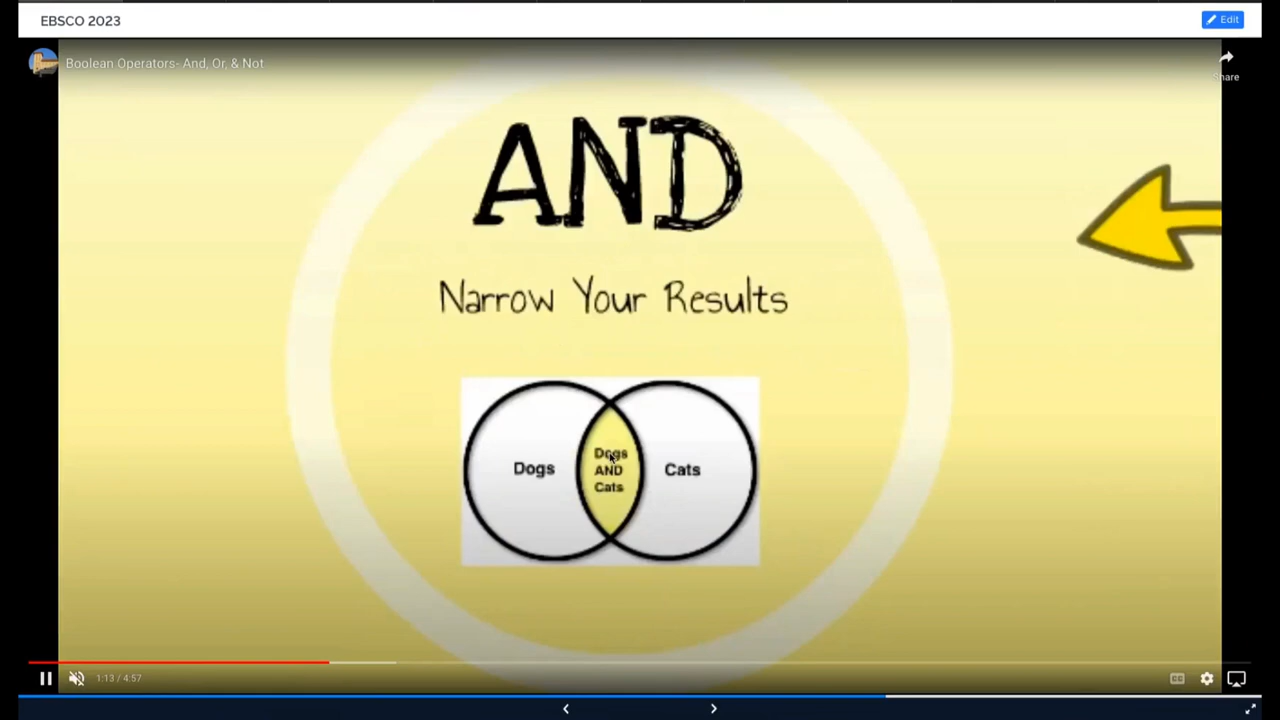 EBSCO 2023
Edit
Boolean Operators- And, Or, & Not
Share
AND
Narrow Your Results
Dogs
Dogs
AND
Cats
Cats
1:13 / 4:57
CC